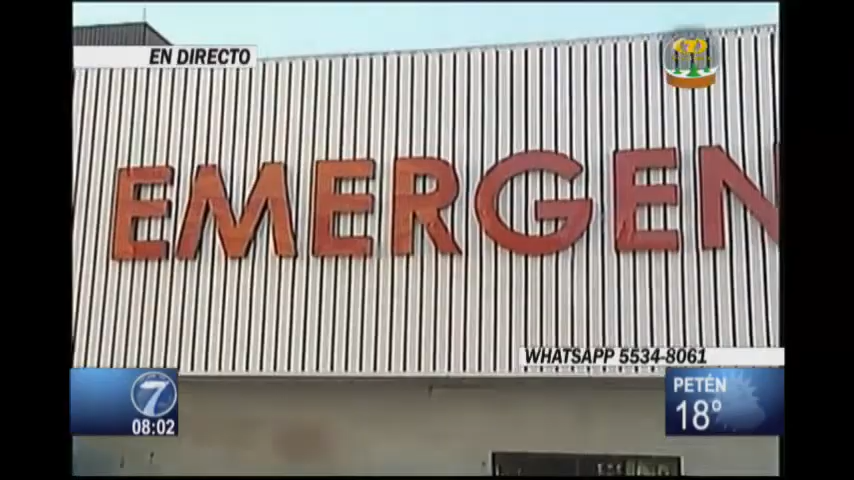 EN DIRECTO
EMERGEN
WHATSAPP 5534-8061
7
08:02
PETÉN
18°